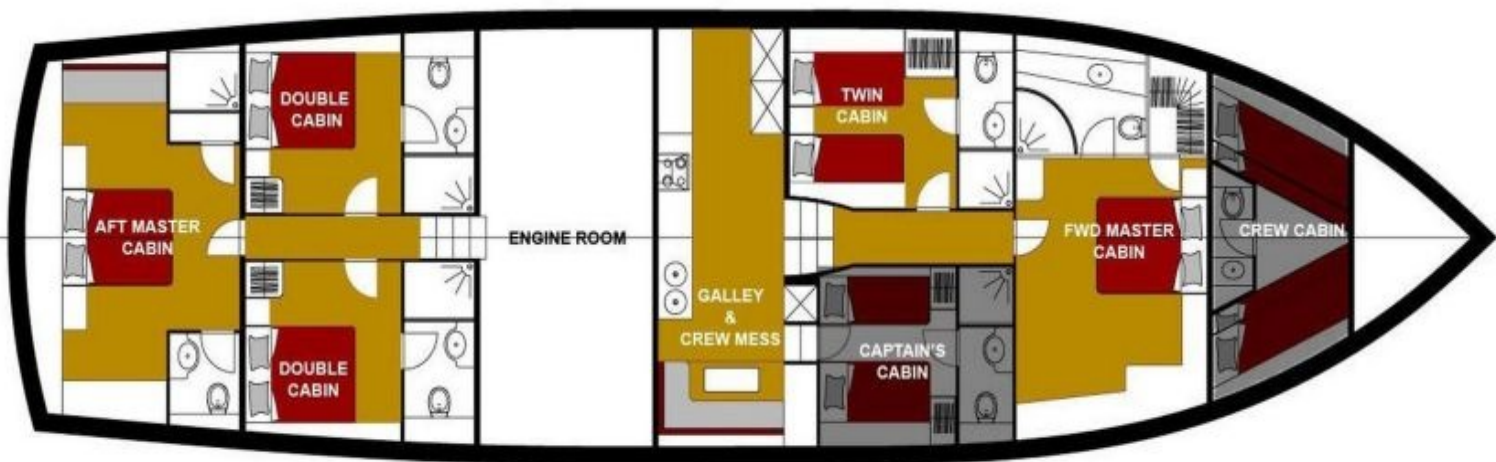 AFT MASTER
CABIN
DOUBLE
CABIN
DOUBLE
CABIN
ENGINE ROOM
GALLEY
&
CREW MESS
TWIN
CABIN
CAPTAIN'S
CABIN
FWD MASTER
CABIN
CREW CABIN